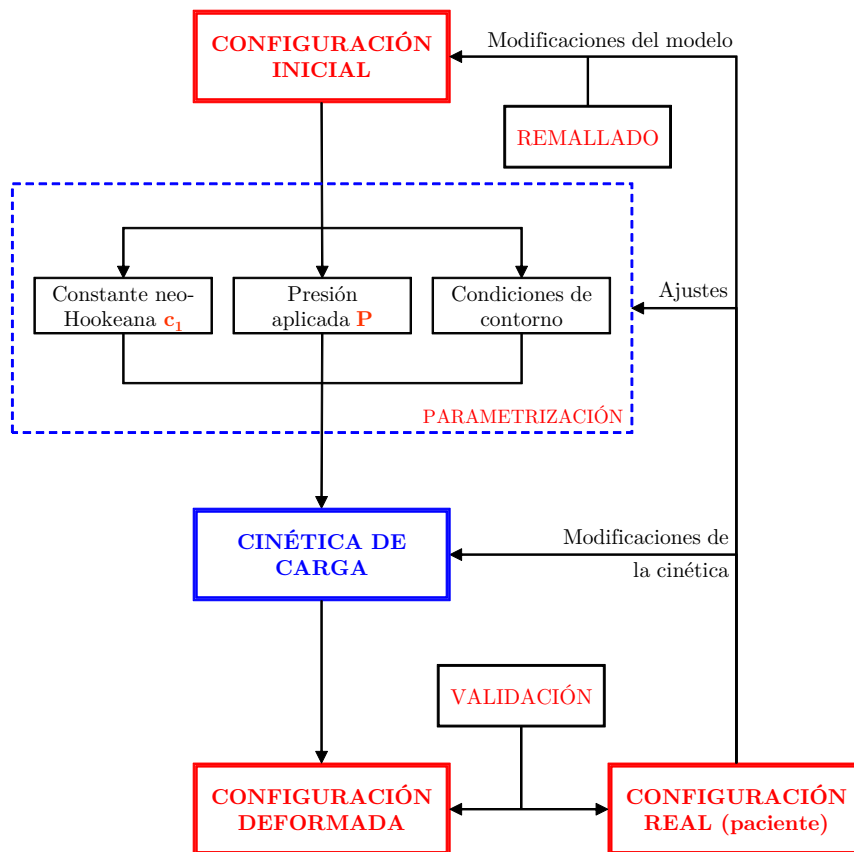 CONFIGURACIÓN
INICIAL
Modificaciones del modelo
REMALLADO
Constante neo-
Hookeana c₁
Presión
aplicada P
Condiciones de
contorno
Ajustes
PARAMETRIZACIÓN
CINÉTICA DE
CARGA
Modificaciones de
la cinética
VALIDACIÓN
CONFIGURACIÓN
DEFORMADA
CONFIGURACIÓN
REAL (paciente)